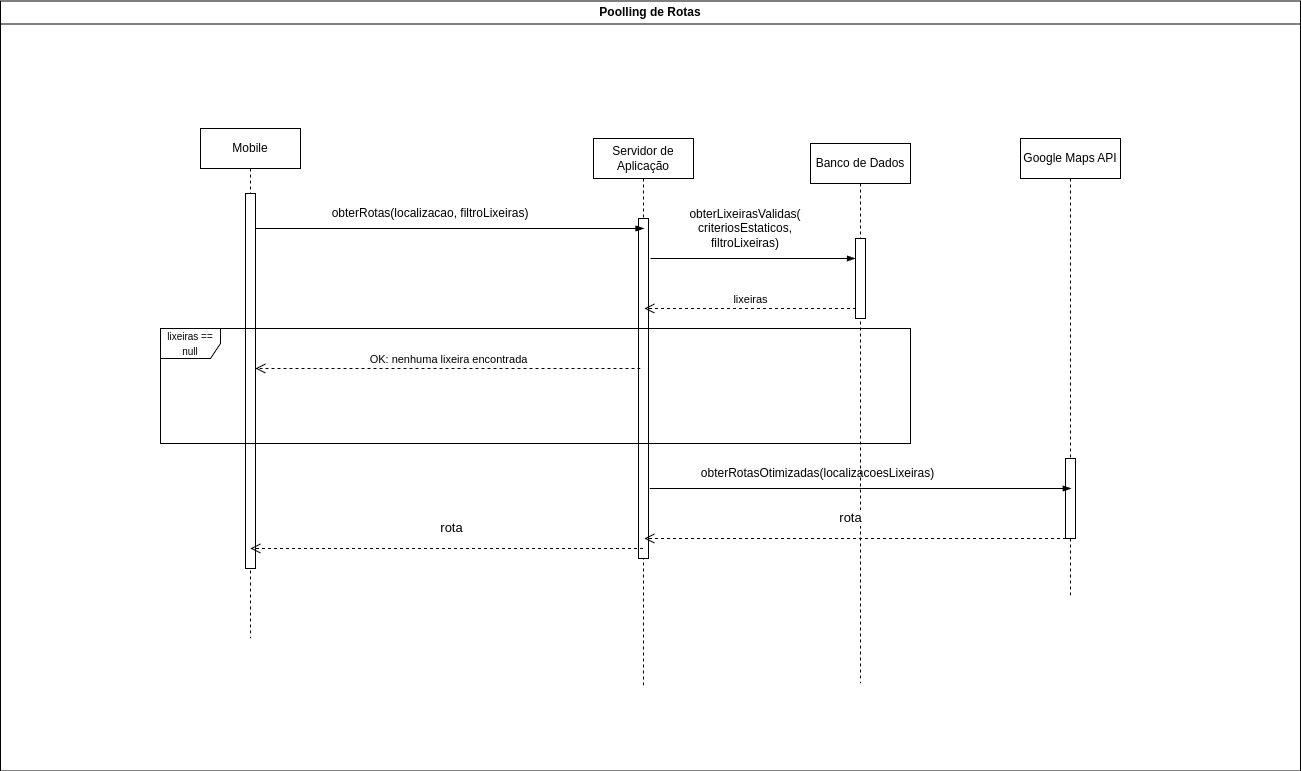 Poolling de Rotas
Mobile
Servidor de
Aplicação
Banco de Dados
Google Maps API
obterRotas(localizacao, filtroLixeiras)
obterLixeirasValidas(
criteriosEstaticos,
filtroLixeiras)
lixeiras
lixeiras ==
null
OK: nenhuma lixeira encontrada
obterRotasOtimizadas(localizacoesLixeiras)
rota
rota